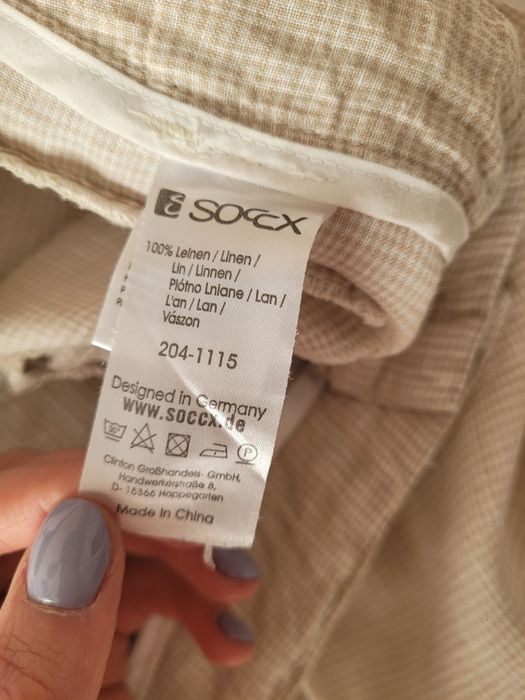 SOCCX
100% Leinen / Linen /
Lin / Linnen /
Płótno Lniane / Lan /
L'an / Lan /
Vászon
204-1115
Designed in Germany
www.soccx.de
30°
P
Clinton Großhandels- GmbH,
Handwerkerstraße 8,
D- 15366 Hoppegarten
Made in China